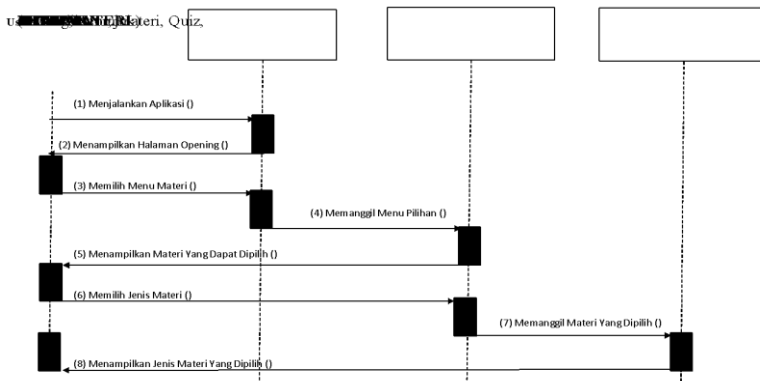 Materi, Quiz,
(1) Menjalankan Aplikasi ()
(2) Menampilkan Halaman Opening ()
(3) Memilih Menu Materi ()
(4) Memanggil Menu Pilihan ()
(5) Menampilkan Materi Yang Dapat Dipilih ()
(6) Memilih Jenis Materi ()
(7) Memanggil Materi Yang Dipilih ()
(8) Menampilkan Jenis Materi Yang Dipilih ()